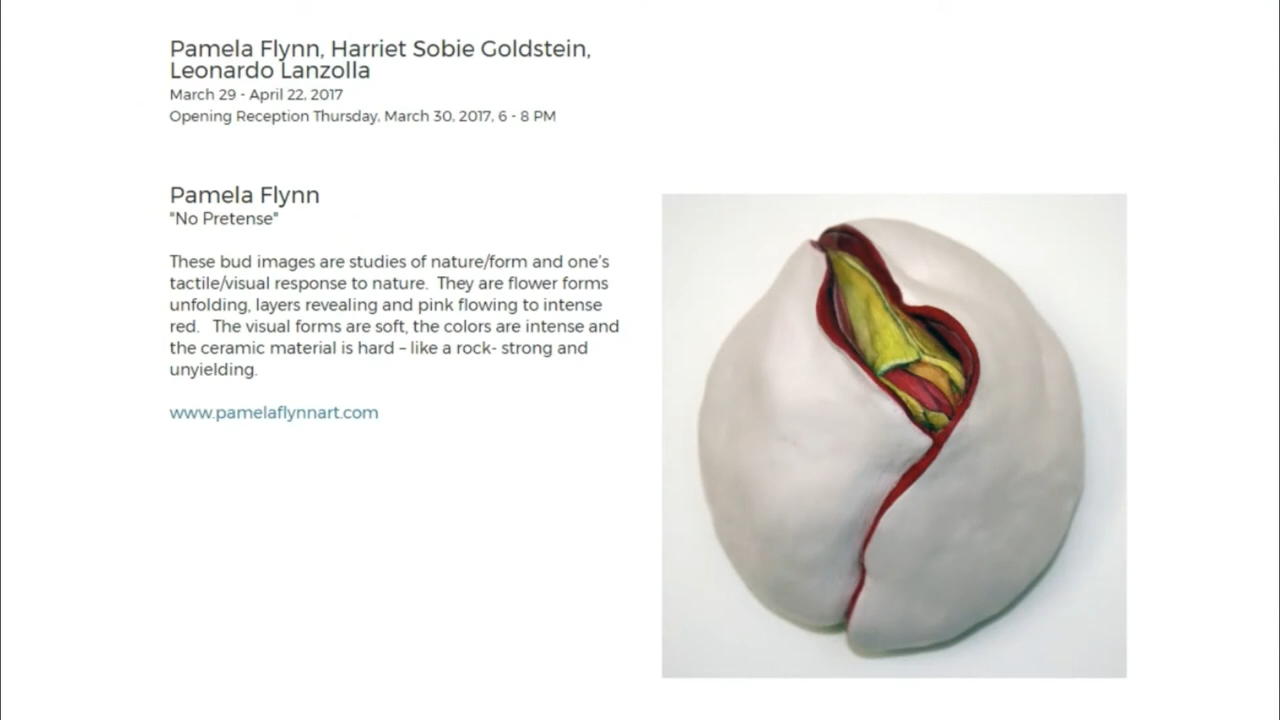 Pamela Flynn, Harriet Sobie Goldstein,
Leonardo Lanzolla
March 29 - April 22, 2017
Opening Reception Thursday, March 30, 2017, 6 - 8 PM
Pamela Flynn
"No Pretense"
These bud images are studies of nature/form and one's
tactile/visual response to nature.  They are flower forms
unfolding, layers revealing and pink flowing to intense
red.   The visual forms are soft, the colors are intense and
the ceramic material is hard – like a rock- strong and
unyielding.
www.pamelaflynnart.com